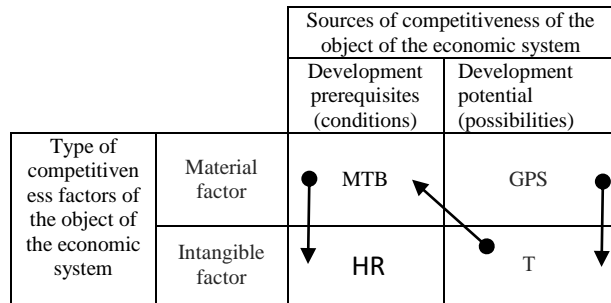 Sources of competitiveness of the
object of the economic system
Development
prerequisites
(conditions)
Development
potential
(possibilities)
Type of
competitiven
ess factors of
the object of
the economic
system
Material
factor
MTB
GPS
Intangible
factor
HR
T